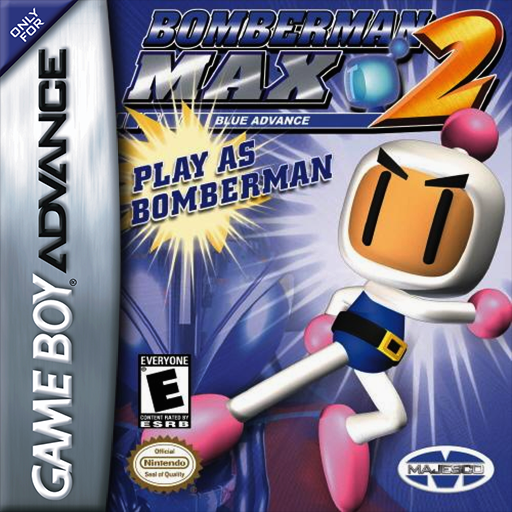 ONLY
FOR
GAME BOY ADVANCE
BOMBERMAN
MAX 2
BLUE ADVANCE
PLAY AS
BOMBERMAN
EVERYONE
E
CONTENT RATED BY
ESRB
Official
Nintendo
Seal of Quality
M
MAJESCO